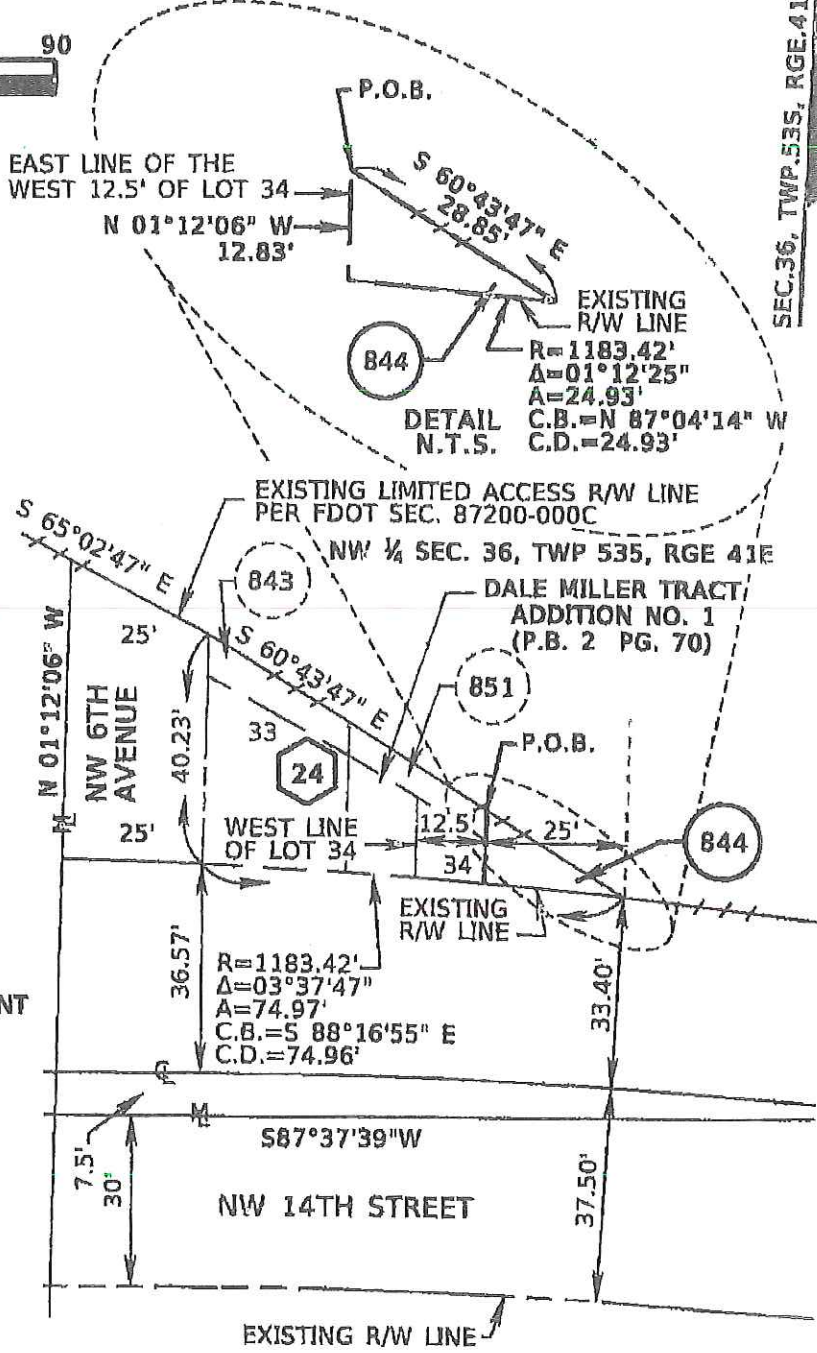 90
P.O.B.
SEC.36, TWP.53S, RGE.41
EAST LINE OF THE
WEST 12.5' OF LOT 34
N 01°12'06" W
12.83'
S 60°43'47" E
28.85'
EXISTING
R/W LINE
844
R=1183.42'
Δ=01°12'25"
A=24.93'
C.B.=N 87°04'14" W
C.D.=24.93'
DETAIL
N.T.S.
EXISTING LIMITED ACCESS R/W LINE
PER FDOT SEC. 87200-000C
S 65°02'47" E
NW ¼ SEC. 36, TWP 53S, RGE 41E
843
DALE MILLER TRACT
ADDITION NO. 1
(P.B. 2 PG. 70)
25'
S 60°43'47" E
851
N 01°12'06" W
NW 6TH
AVENUE
40.23'
33
24
P.O.B.
25'
WEST LINE
OF LOT 34
12.5'
25'
34
844
EXISTING
R/W LINE
36.57'
R=1183.42'
Δ=03°37'47"
A=74.97'
C.B.=S 88°16'55" E
C.D.=74.96'
33.40'
NT
S87°37'39"W
7.5'
30'
NW 14TH STREET
37.50'
EXISTING R/W LINE